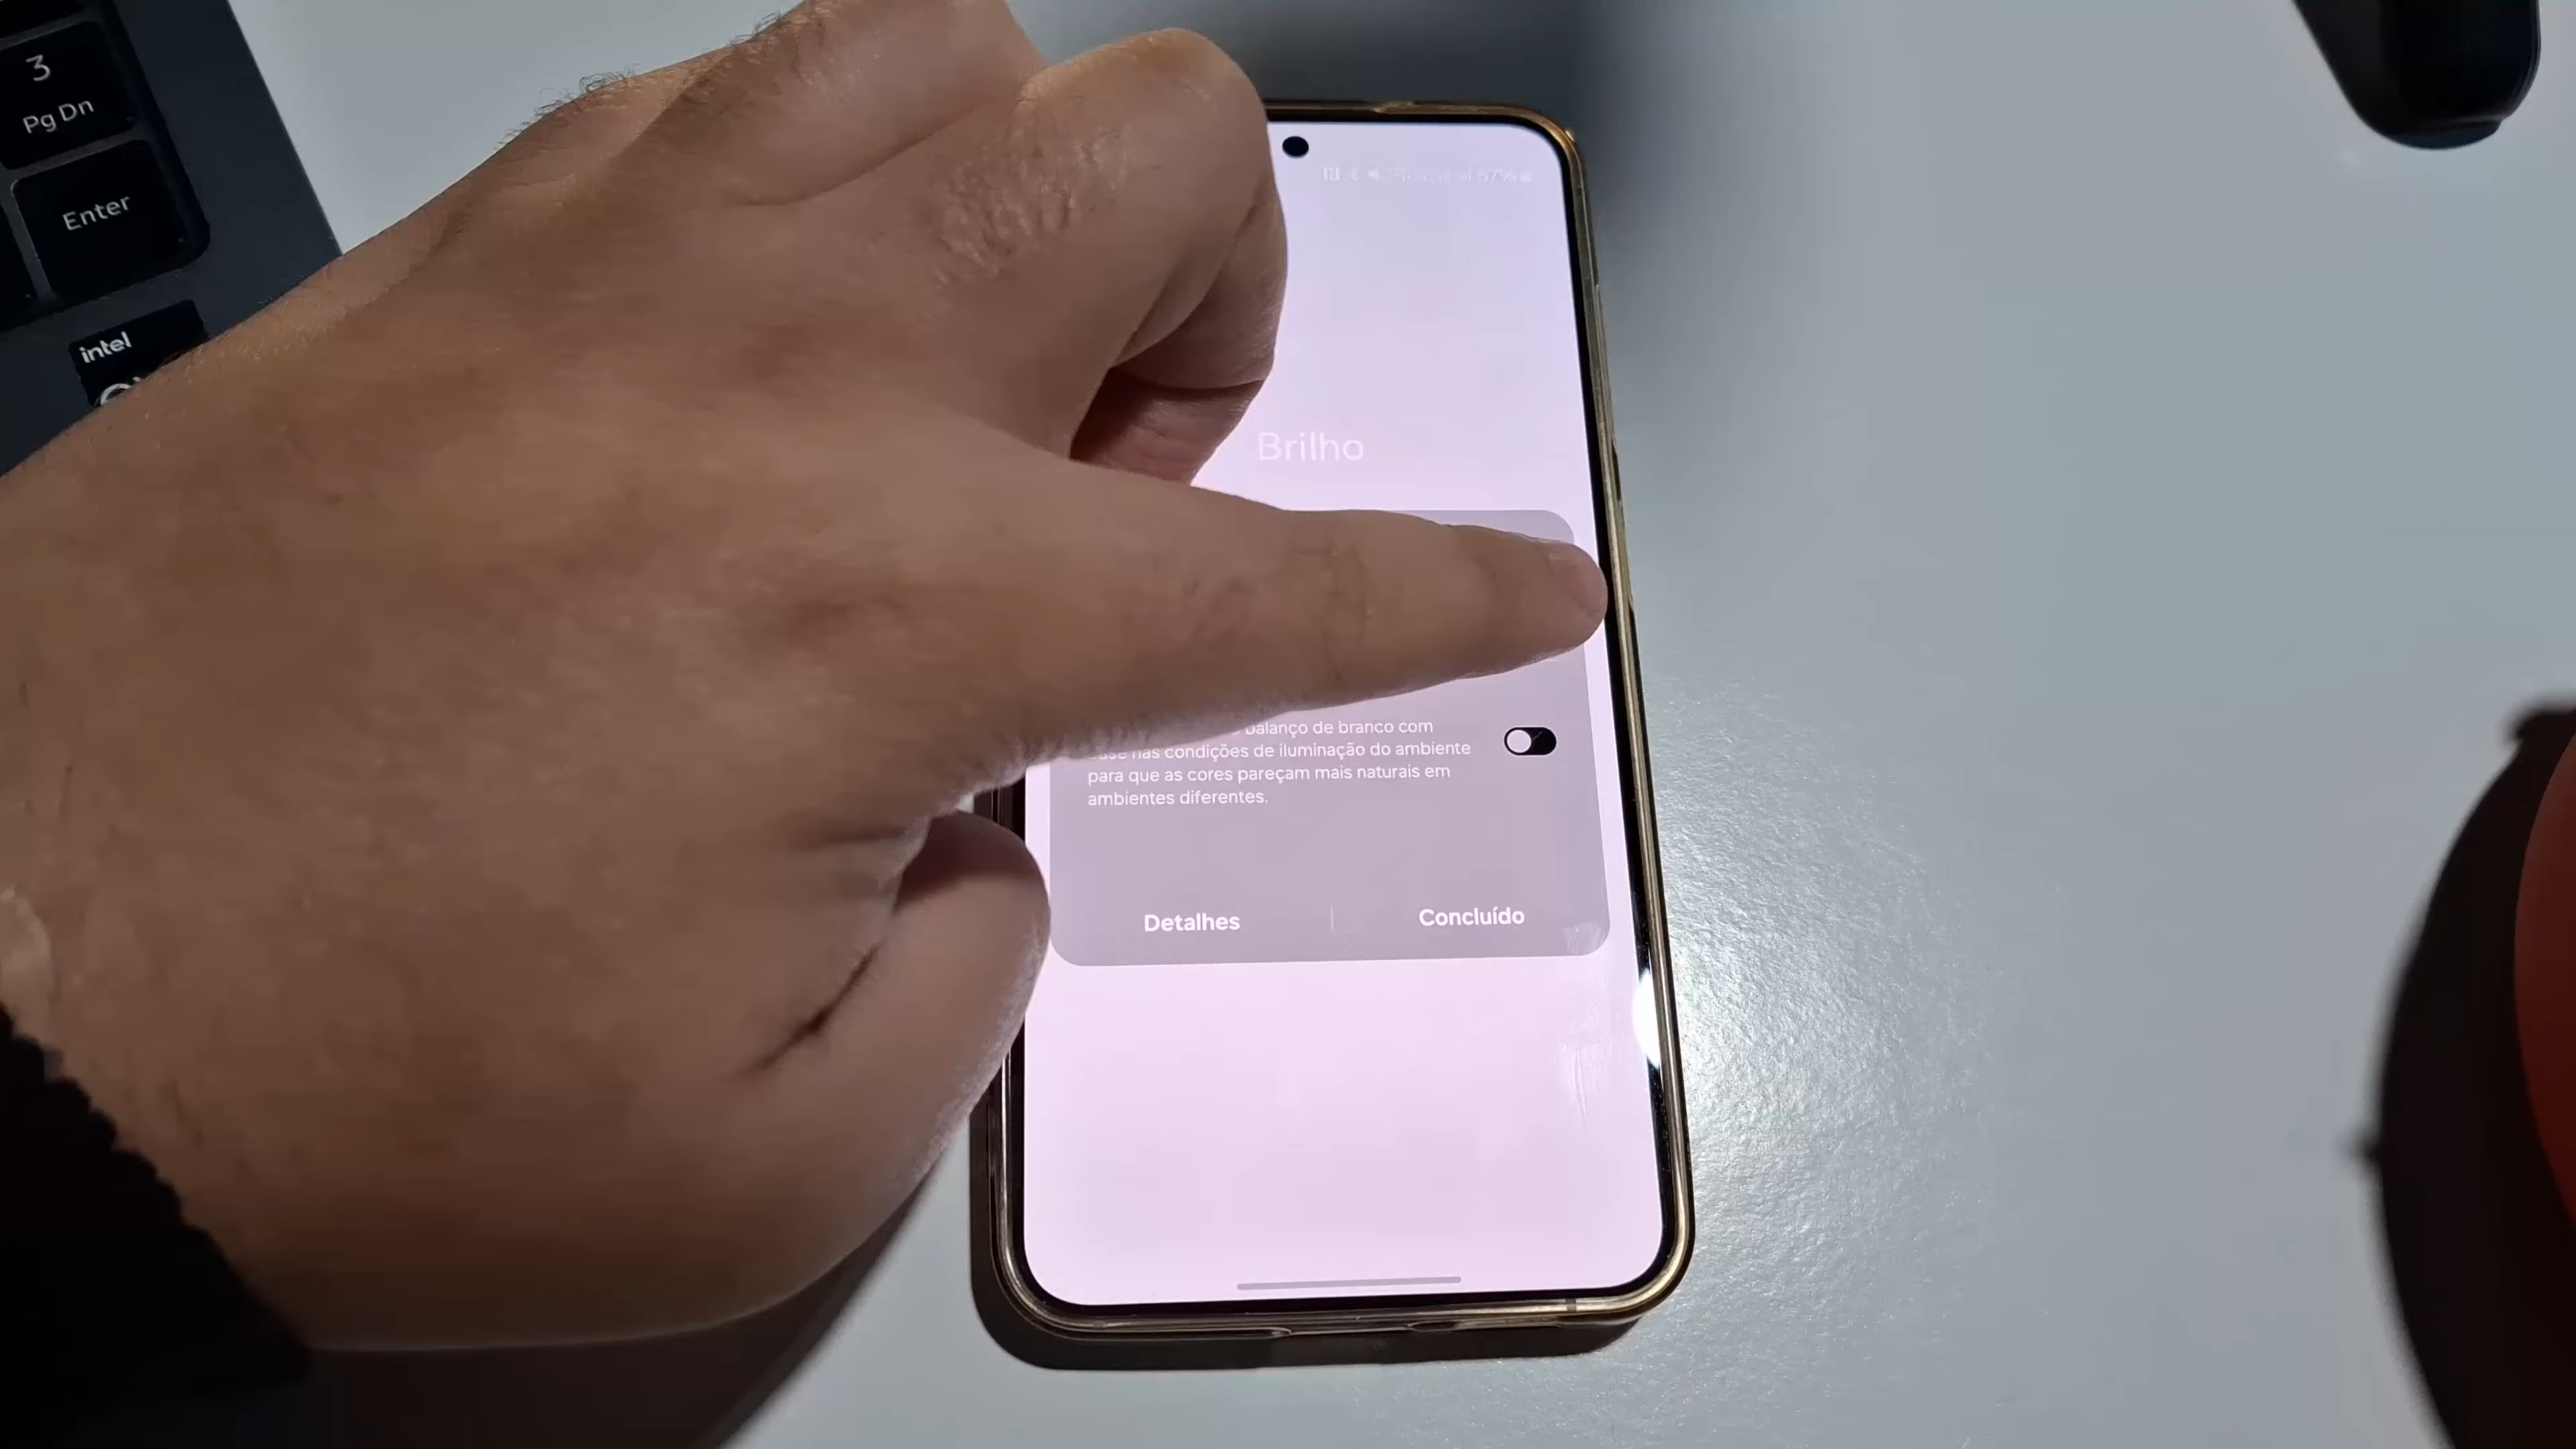 3
Pg Dn
Enter
intel
57%
Brilho
balanço de branco com
nas condições de iluminação do ambiente
para que as cores pareçam mais naturais em
ambientes diferentes.
Detalhes
Concluído